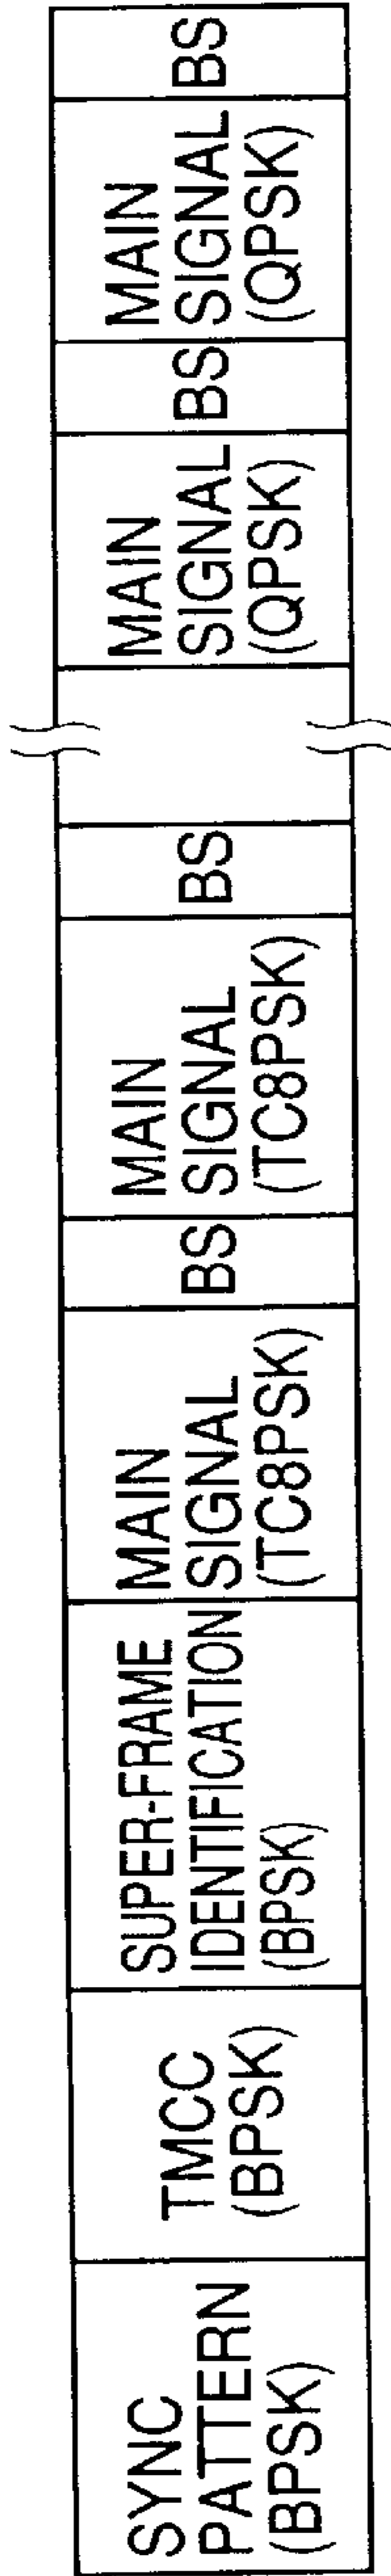 SYNC
PATTERN
(BPSK)
TMCC
(BPSK)
SUPER-FRAME
IDENTIFICATION
(BPSK)
MAIN
SIGNAL
(TC8PSK)
BS
MAIN
SIGNAL
(TC8PSK)
BS
MAIN
SIGNAL
(QPSK)
BS
MAIN
SIGNAL
(QPSK)
BS